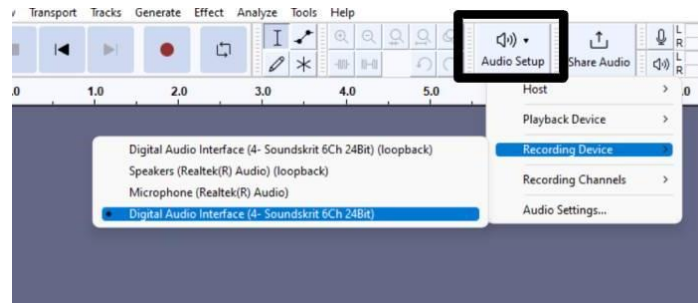 Transport Tracks Generate Effect Analyze Tools Help
Audio Setup
Share Audio
L
R
L
R
.0 1.0 2.0 3.0 4.0 5.0 .0
Host
Playback Device
Recording Device
Recording Channels
Audio Settings...
Digital Audio Interface (4- Soundskrit 6Ch 24Bit) (loopback)
Speakers (Realtek(R) Audio) (loopback)
Microphone (Realtek(R) Audio)
Digital Audio Interface (4- Soundskrit 6Ch 24Bit)